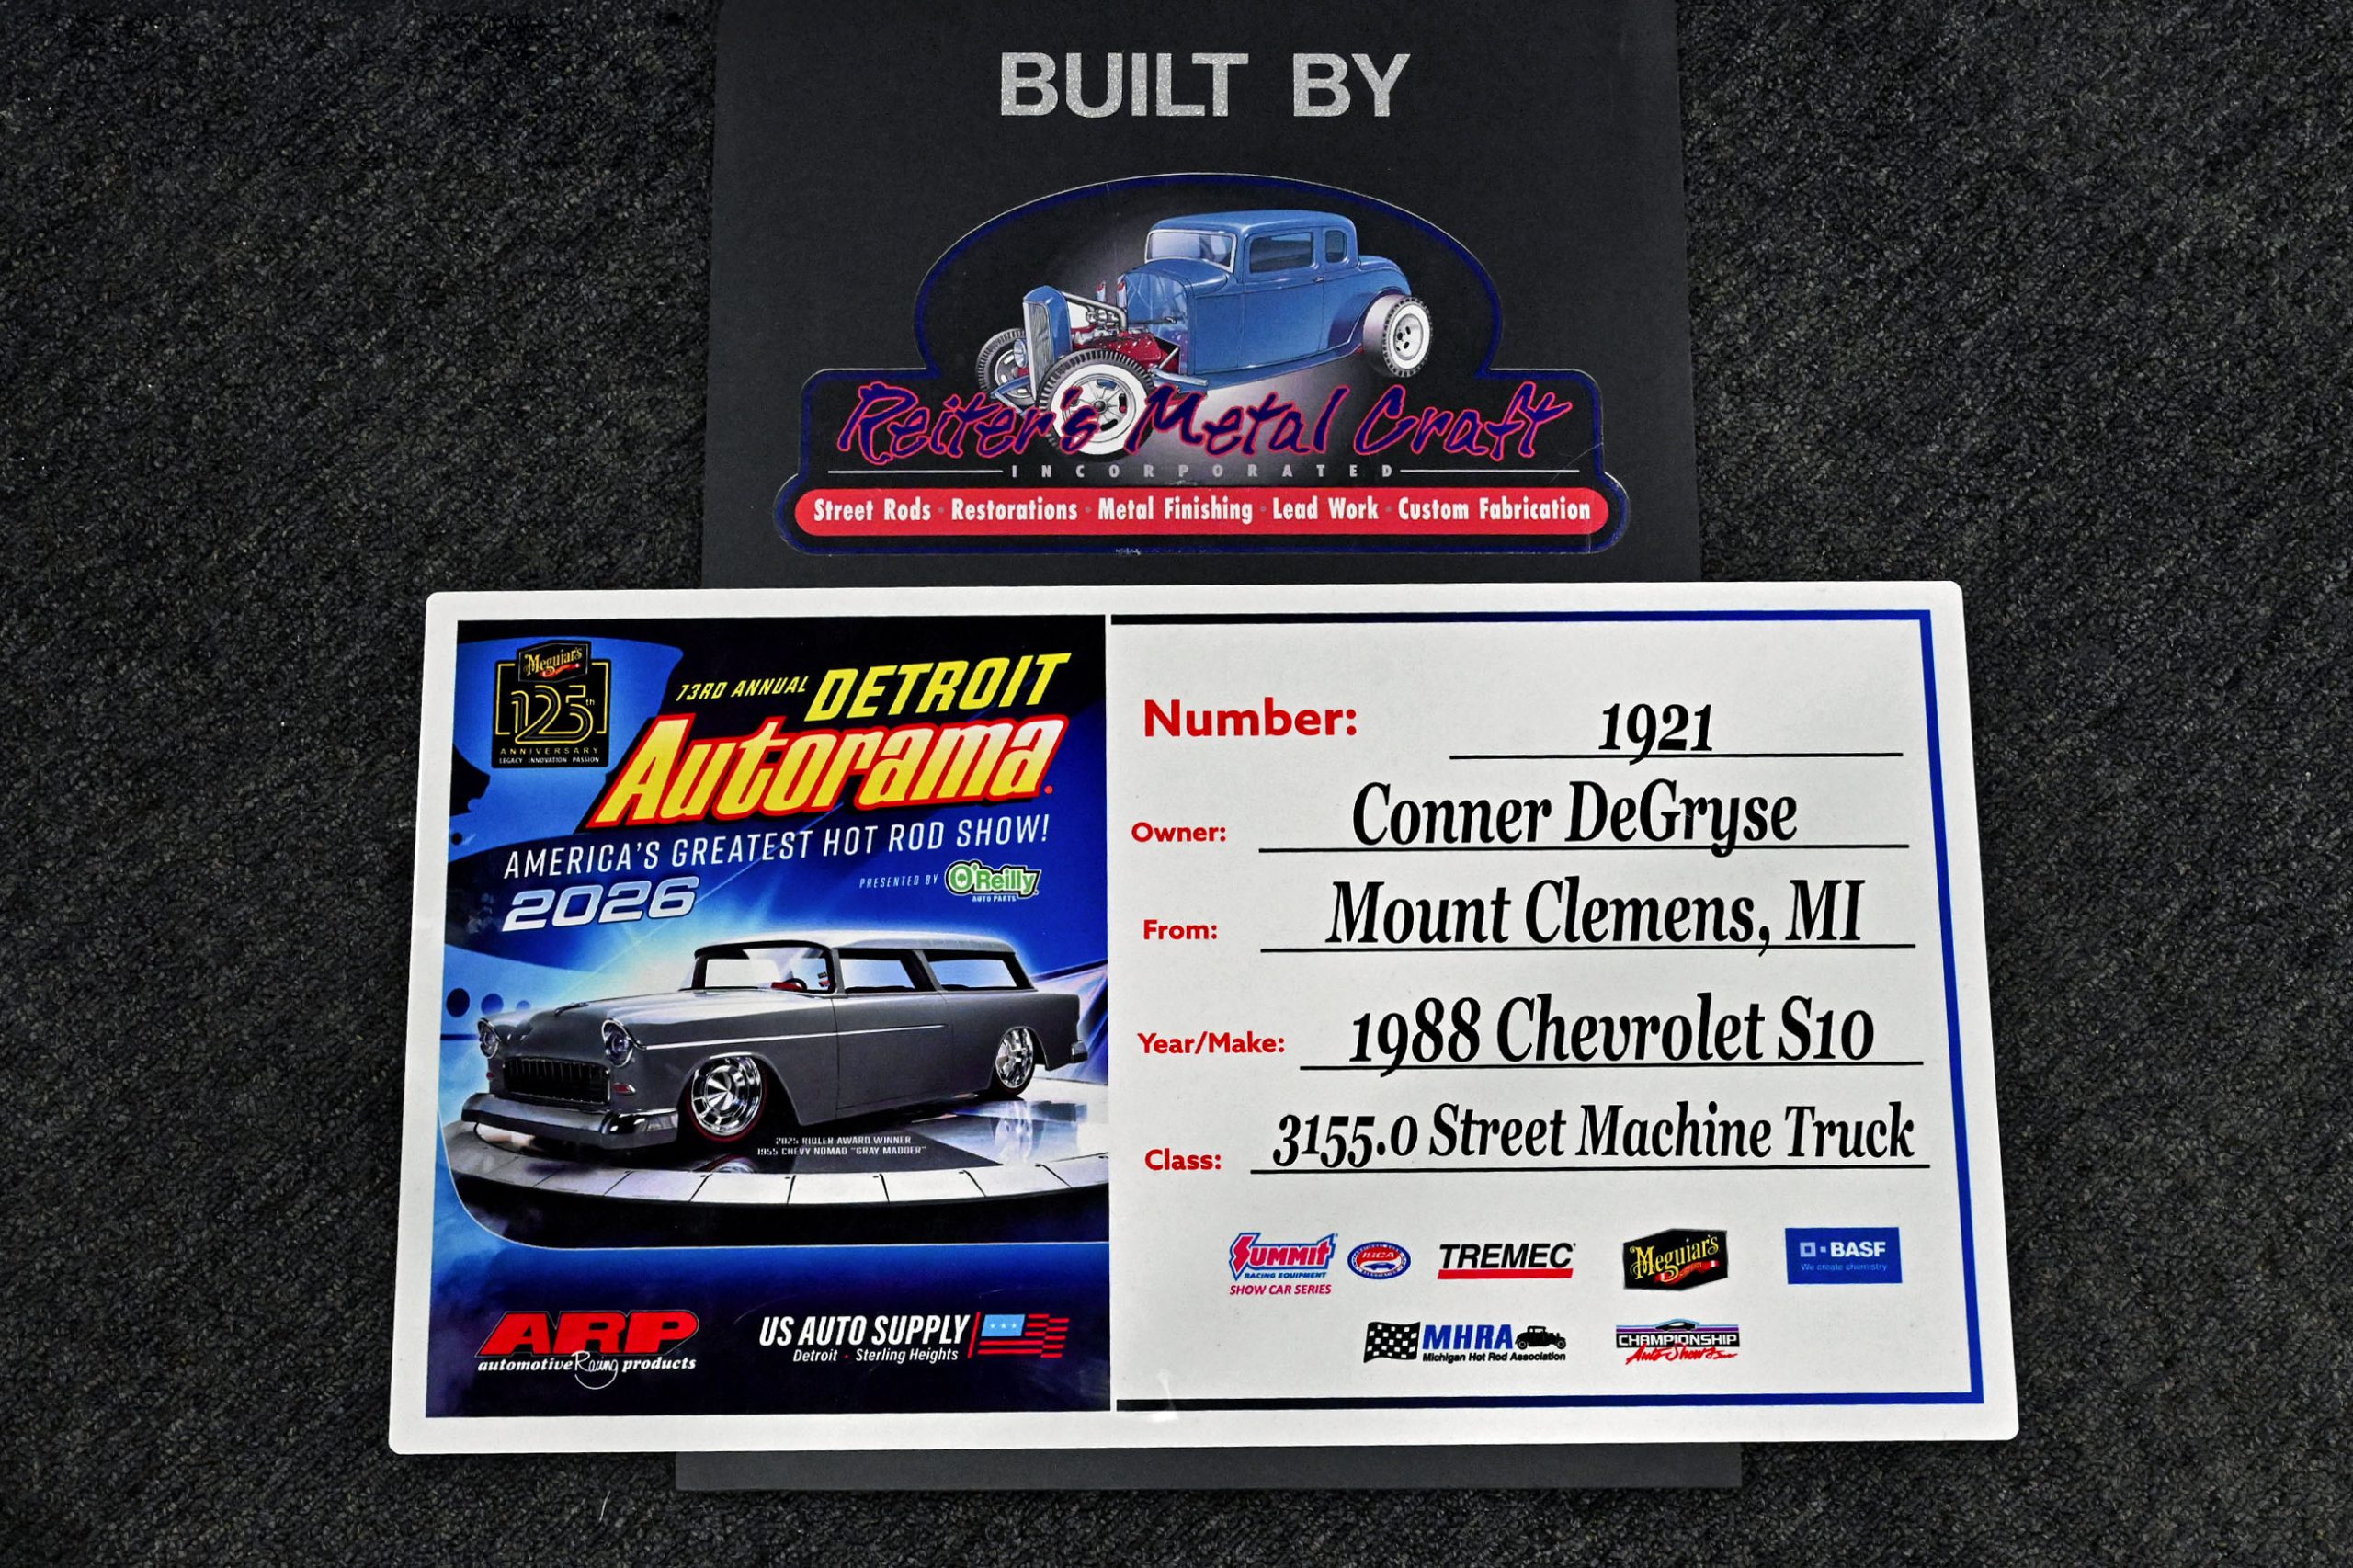 BUILT BY
Reiter's Metal Craft
INCORPORATED
Street Rods · Restorations · Metal Finishing · Lead Work · Custom Fabrication
Meguiar's
125th
ANNIVERSARY
LEGACY INNOVATION PASSION
73RD ANNUAL DETROIT
Autorama.
AMERICA'S GREATEST HOT ROD SHOW!
2026
PRESENTED BY O'Reilly
AUTO PARTS
2025 RIDLER AWARD WINNER
1955 CHEVY NOMAD "GRAY MADDER"
ARP
automotive Racing products
US AUTO SUPPLY
Detroit · Sterling Heights
Number: 1921
Owner: Conner DeGryse
From: Mount Clemens, MI
Year/Make: 1988 Chevrolet S10
Class: 3155.0 Street Machine Truck
SUMMIT
RACING EQUIPMENT
SHOW CAR SERIES
ISCA
TREMEC
Meguiar's
BASF
We create chemistry
MHRA
Michigan Hot Rod Association
CHAMPIONSHIP
Auto Shows